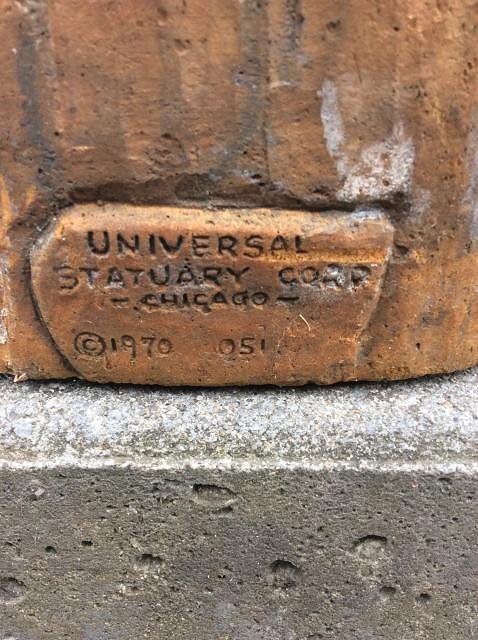 UNIVERSAL
STATUARY CORP
- CHICAGO -
©1970 051